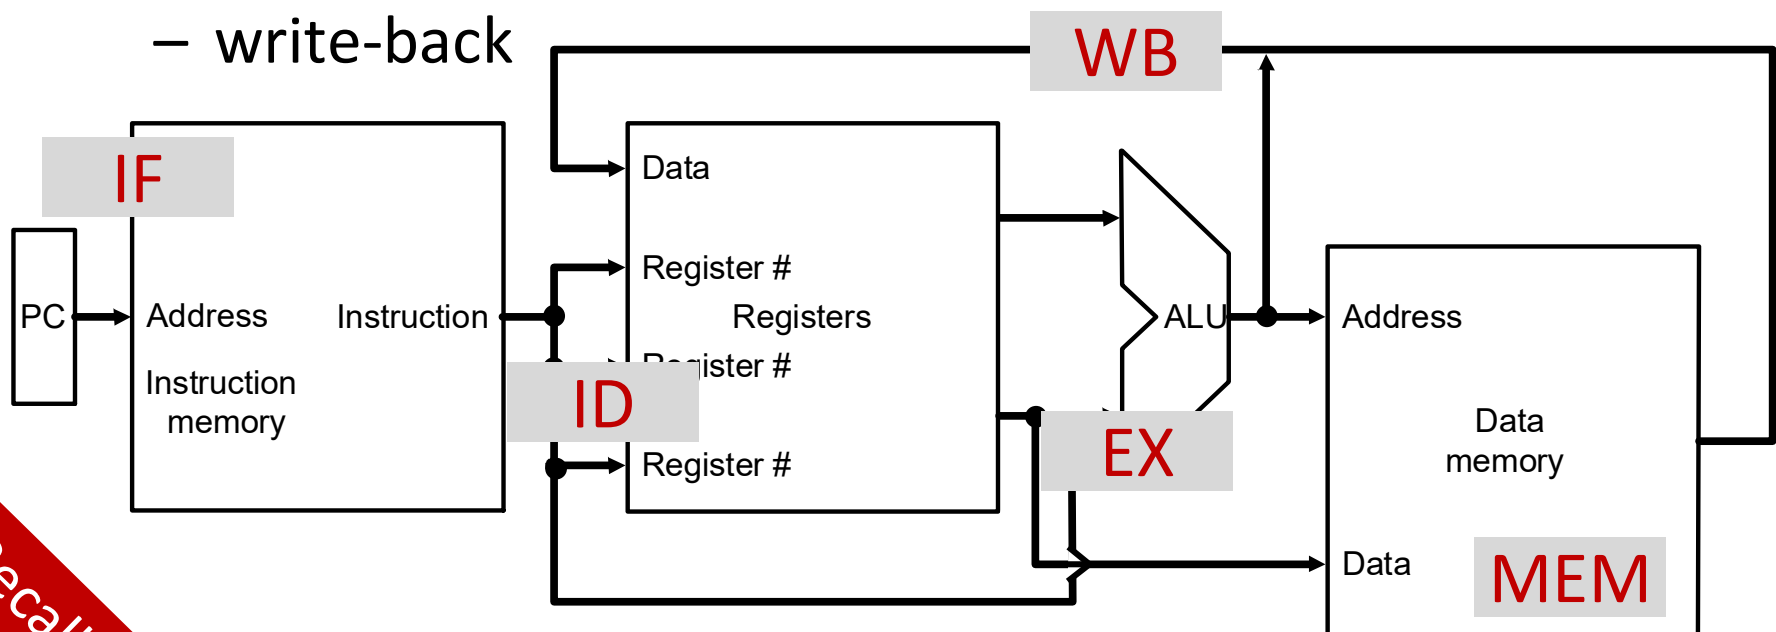 – write-back
WB
IF
Data
Register #
PC
Address
Instruction
Registers
ALU
Address
Register #
Instruction
memory
ID
Data
memory
EX
Register #
Data
MEM